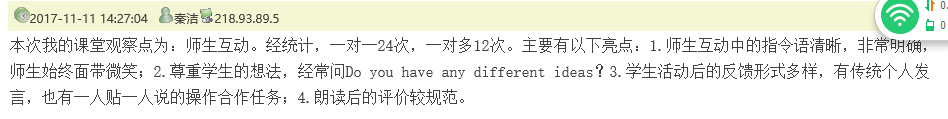 2017-11-11 14:27:04 秦洁 218.93.89.5
本次我的课堂观察点为：师生互动。经统计，一对一24次，一对多12次。主要有以下亮点：1.师生互动中的指令语清晰，非常明确，
师生始终面带微笑；2.尊重学生的想法，经常问Do you have any different ideas？3.学生活动后的反馈形式多样，有传统个人发
言，也有一人贴一人说的操作合作任务；4.朗读后的评价较规范。